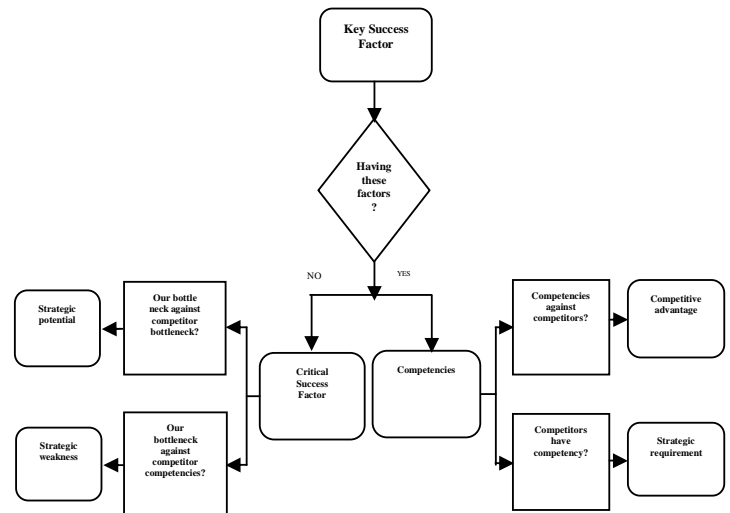 Key Success
Factor
Having
these
factors
?
NO
YES
Strategic
potential
Our bottle
neck against
competitor
bottleneck?
Competencies
against
competitors?
Competitive
advantage
Critical
Success
Factor
Competencies
Strategic
weakness
Our
bottleneck
against
competitor
competencies?
Competitors
have
competency?
Strategic
requirement